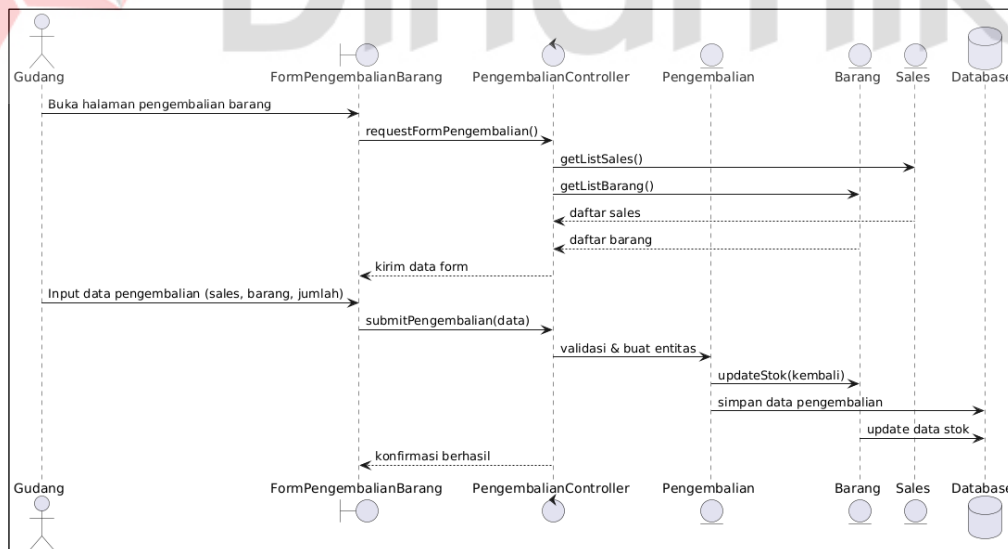 Dinamik
Gudang
FormPengembalianBarang
PengembalianController
Pengembalian
Barang
Sales
Database
Buka halaman pengembalian barang
requestFormPengembalian()
getListSales()
getListBarang()
daftar sales
daftar barang
kirim data form
Input data pengembalian (sales, barang, jumlah)
submitPengembalian(data)
validasi & buat entitas
updateStok(kembali)
simpan data pengembalian
update data stok
konfirmasi berhasil
Gudang
FormPengembalianBarang
PengembalianController
Pengembalian
Barang
Sales
Database